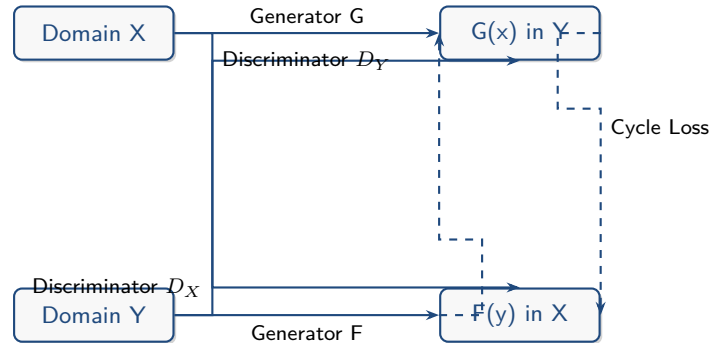 Generator G
Domain X
G(x) in Y
Discriminator D_Y
Cycle Loss
Discriminator D_X
Domain Y
F(y) in X
Generator F